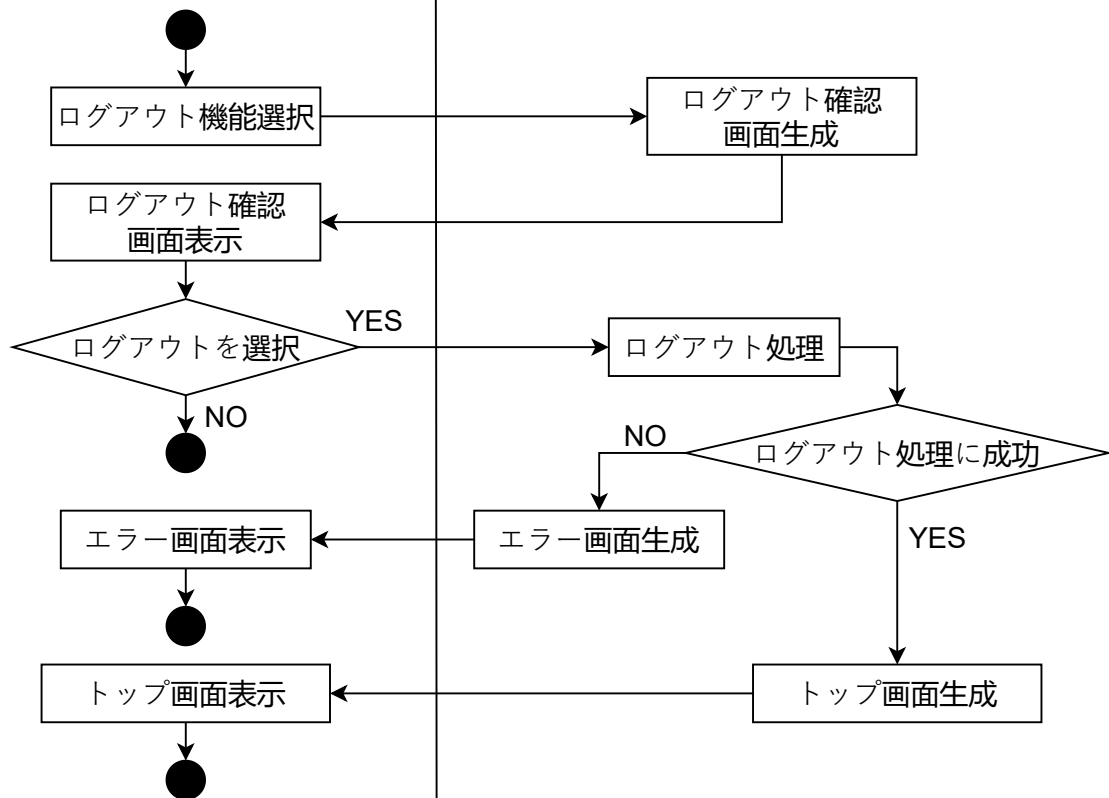 ログアウト機能選択
ログアウト確認
画面生成
ログアウト確認
画面表示
ログアウトを選択
YES
ログアウト処理
NO
ログアウト処理に成功
NO
エラー画面表示
エラー画面生成
YES
トップ画面表示
トップ画面生成